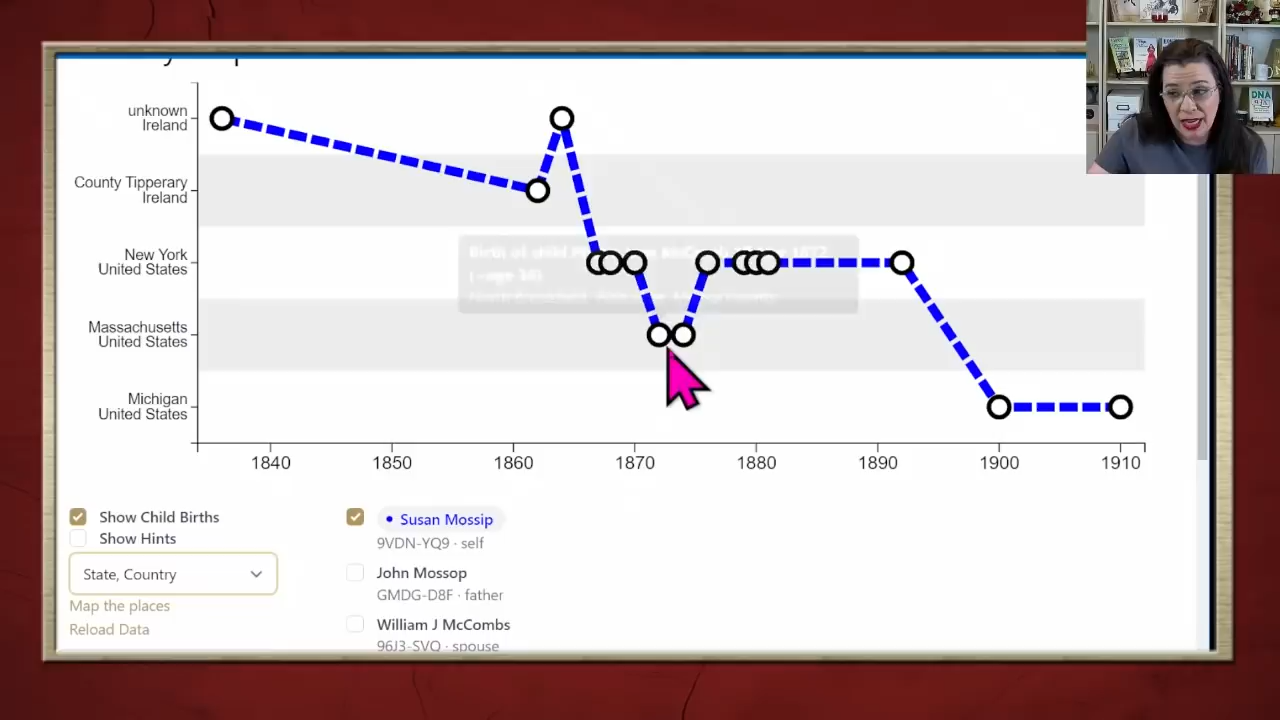 unknown
Ireland
County Tipperary
Ireland
New York
United States
Massachusetts
United States
Michigan
United States
1840 1850 1860 1870 1880 1890 1900 1910
Show Child Births
Show Hints
State, Country
Map the places
Reload Data
Susan Mossip
9VDN-YQ9 · self
John Mossop
GMDG-D8F · father
William J McCombs
96J3-SVQ · spouse
DNA